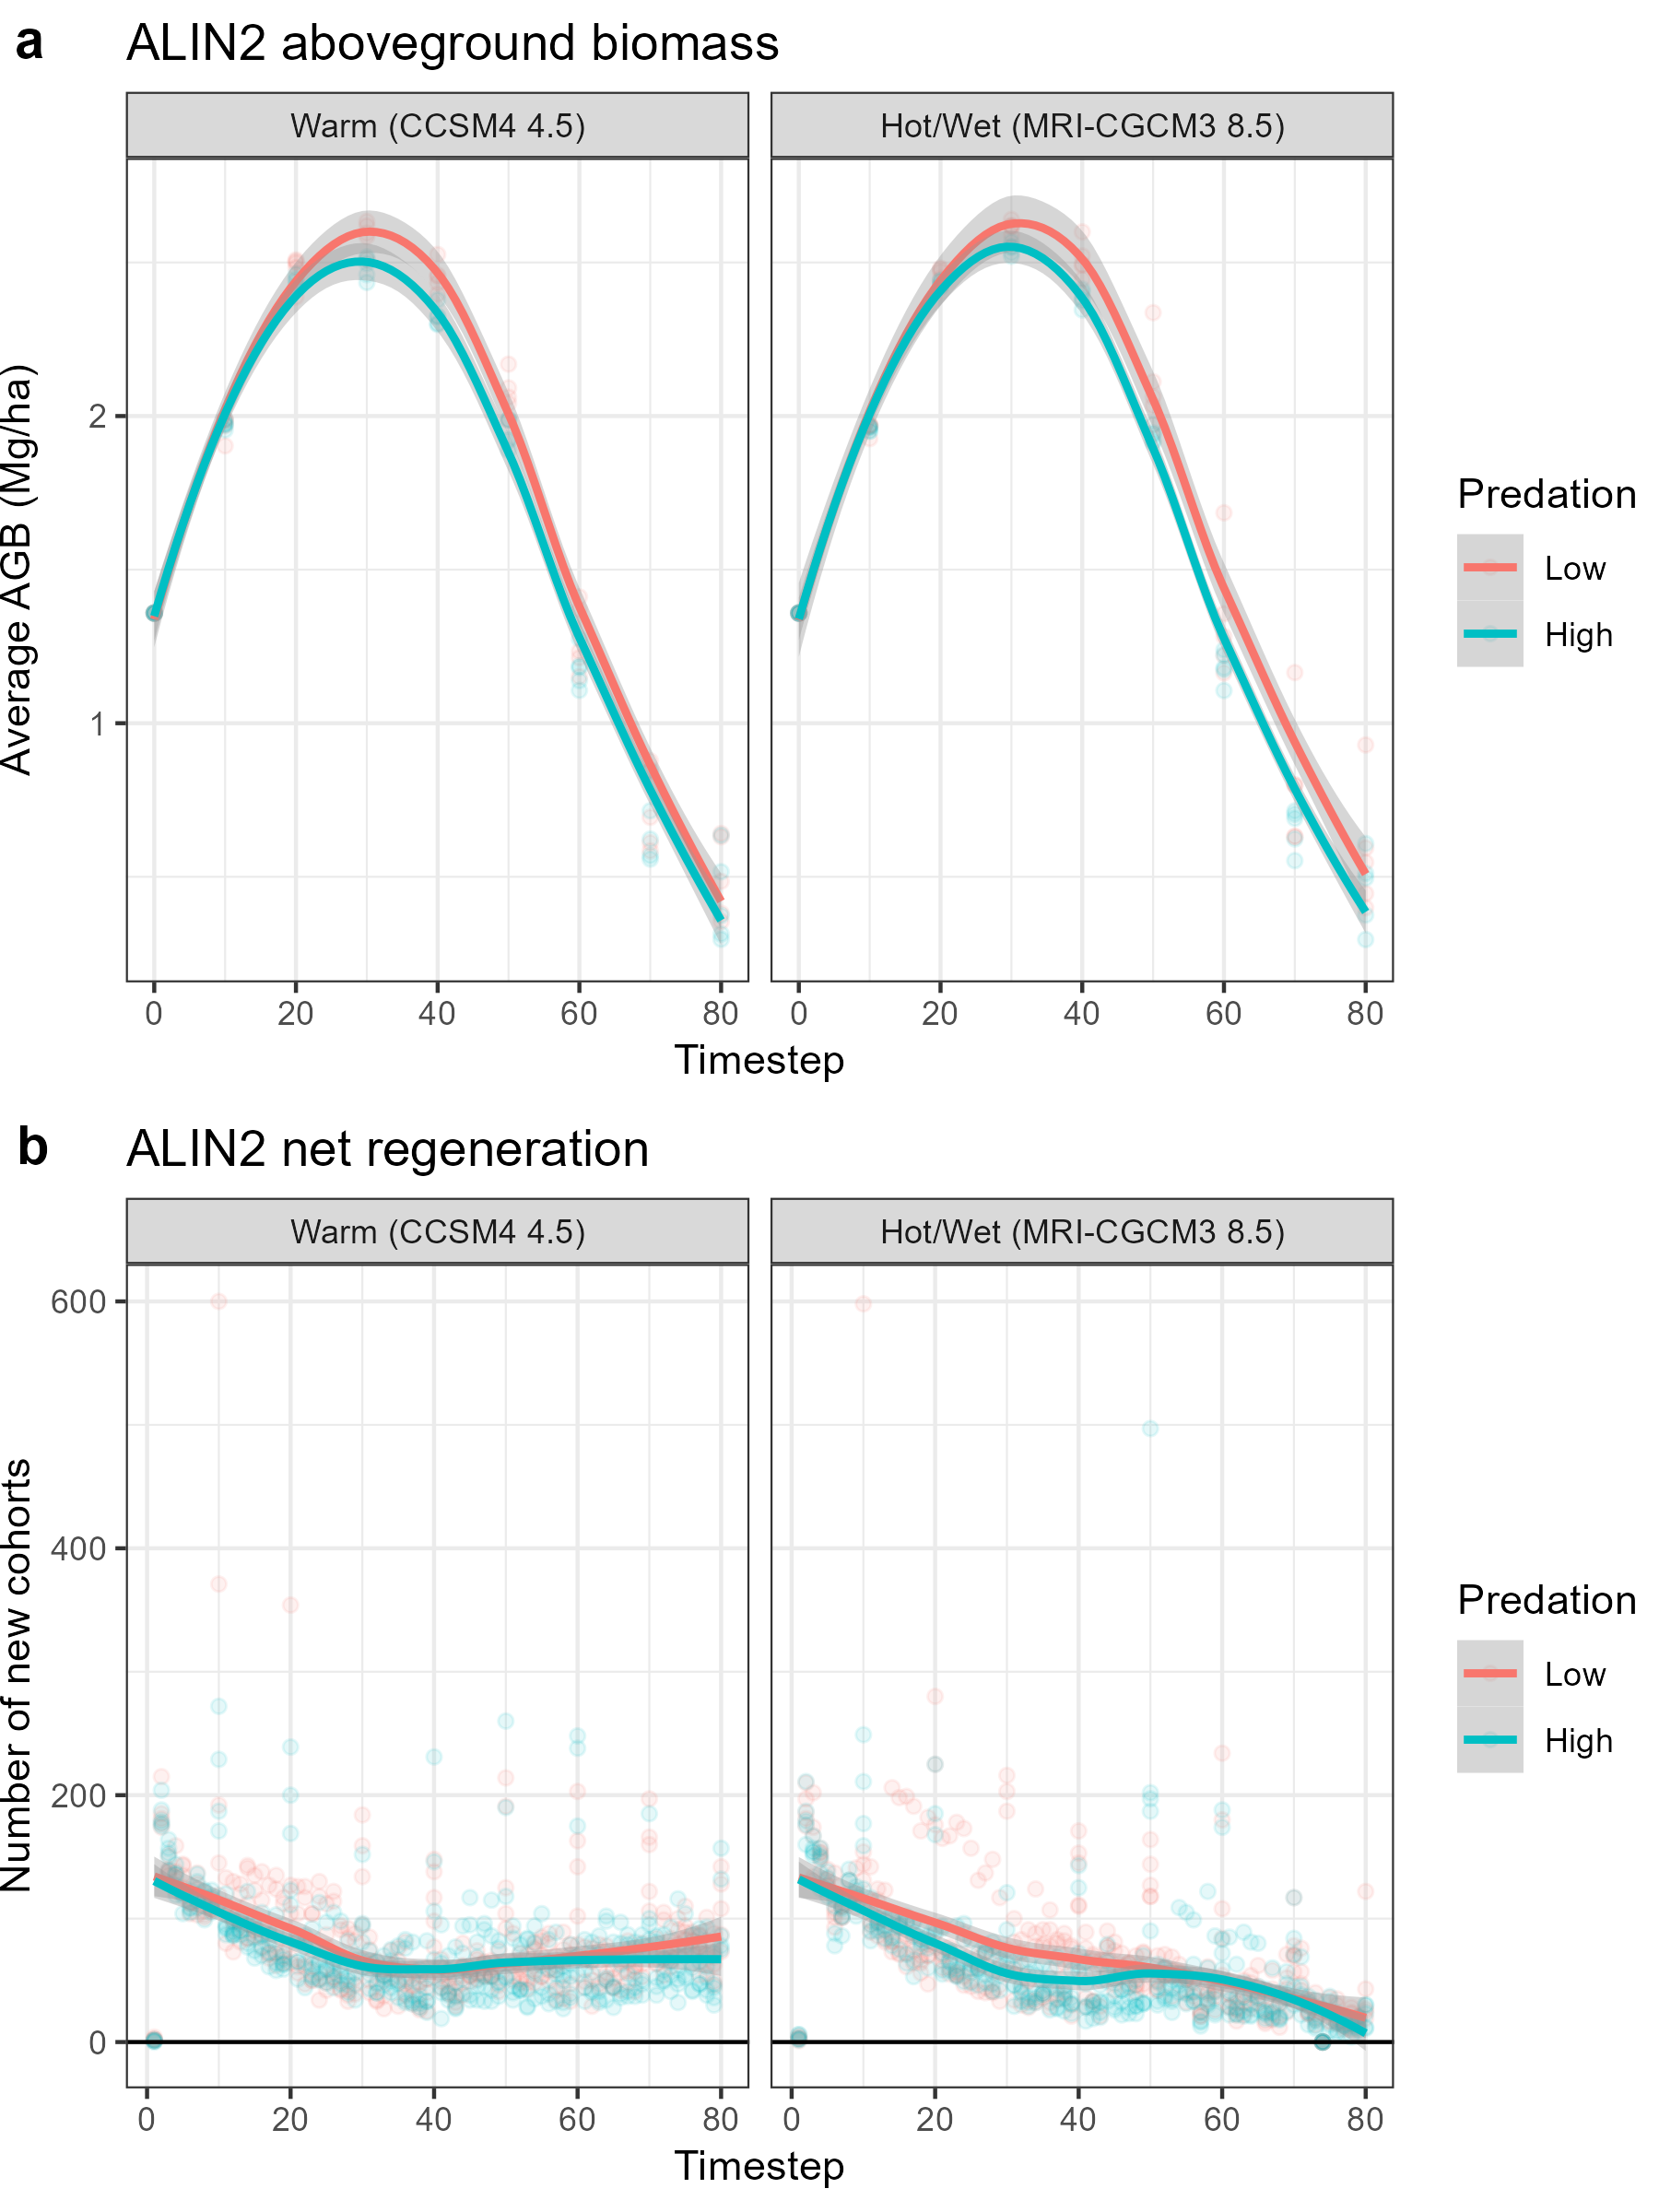 a ALIN2 aboveground biomass
Warm (CCSM4 4.5) Hot/Wet (MRI-CGCM3 8.5)
Average AGB (Mg/ha)
2
1
0 20 40 60 80 0 20 40 60 80
Timestep
Predation
Low
High
b ALIN2 net regeneration
Warm (CCSM4 4.5) Hot/Wet (MRI-CGCM3 8.5)
Number of new cohorts
600
400
200
0
0 20 40 60 80 0 20 40 60 80
Timestep
Predation
Low
High